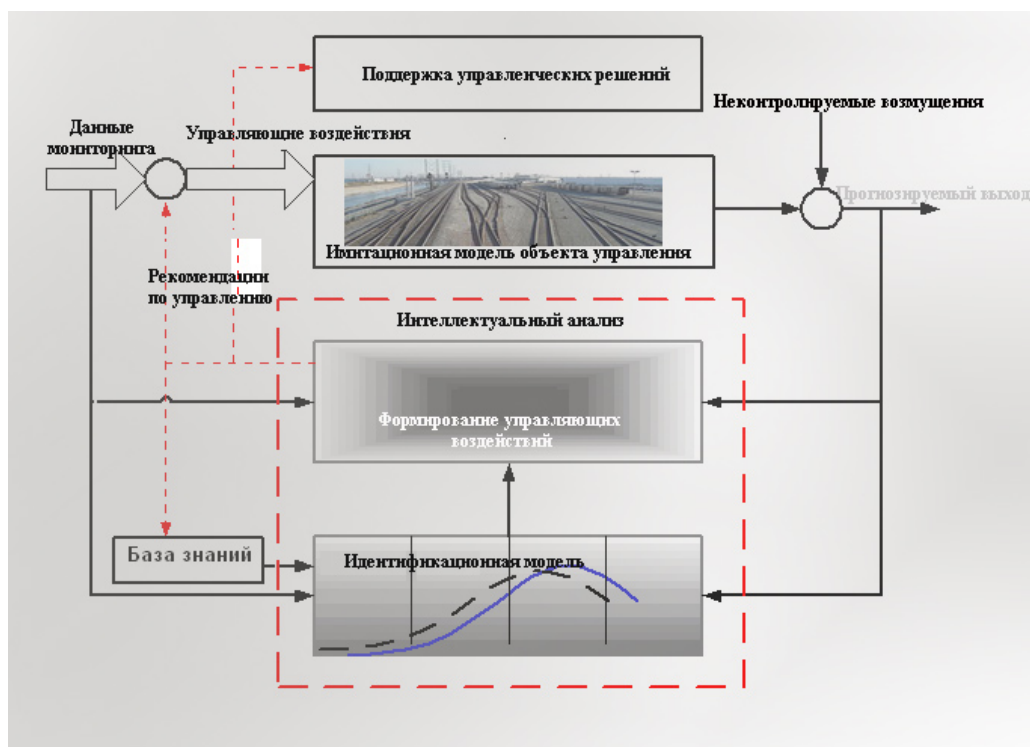 Поддержка управленческих решений
Неконтролируемые возмущения
Данные
мониторинга
Управляющие воздействия
Прогнозируемый выход
Имитационная модель объекта управления
Рекомендации
по управлению
Интеллектуальный анализ
Формирование управляющих
воздействий
База знаний
Идентификационная модель